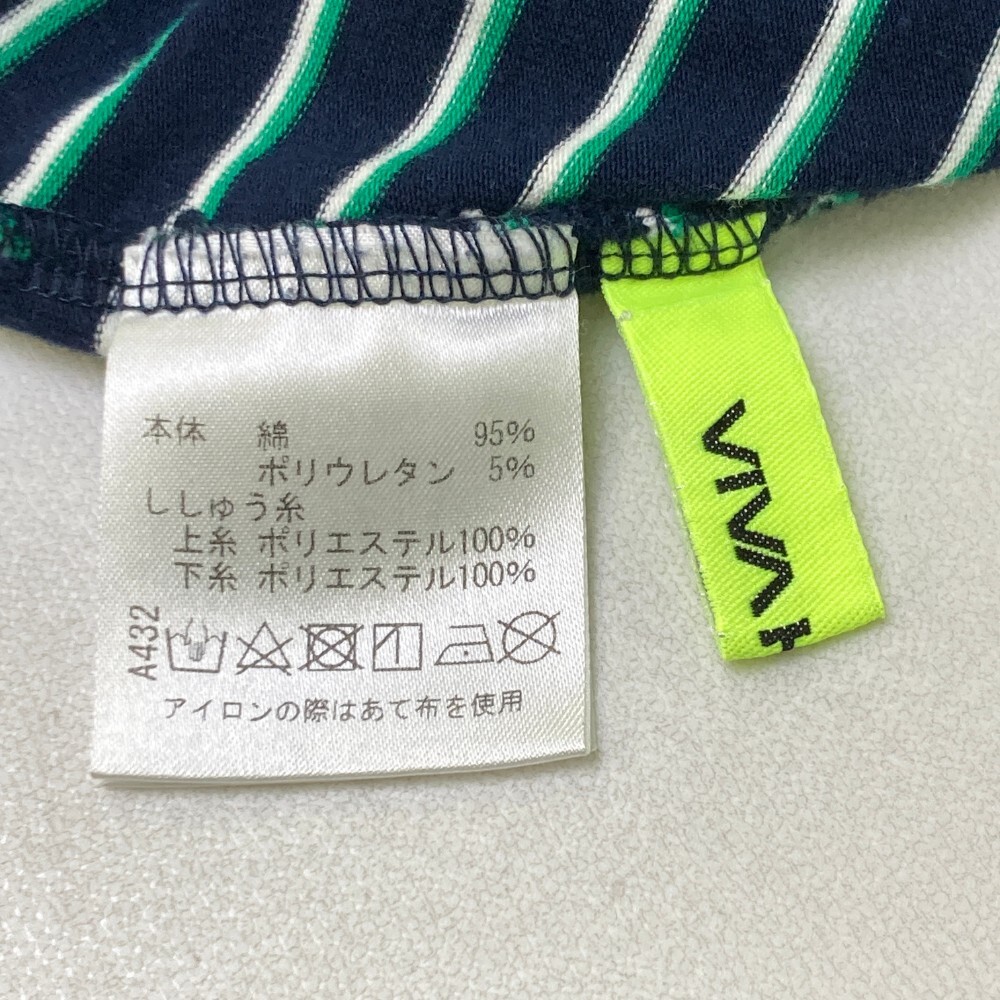 本体 綿 95%
ポリウレタン 5%
ししゅう糸
上糸 ポリエステル100%
下糸 ポリエステル100%
A432
アイロンの際はあて布を使用
VIVAH